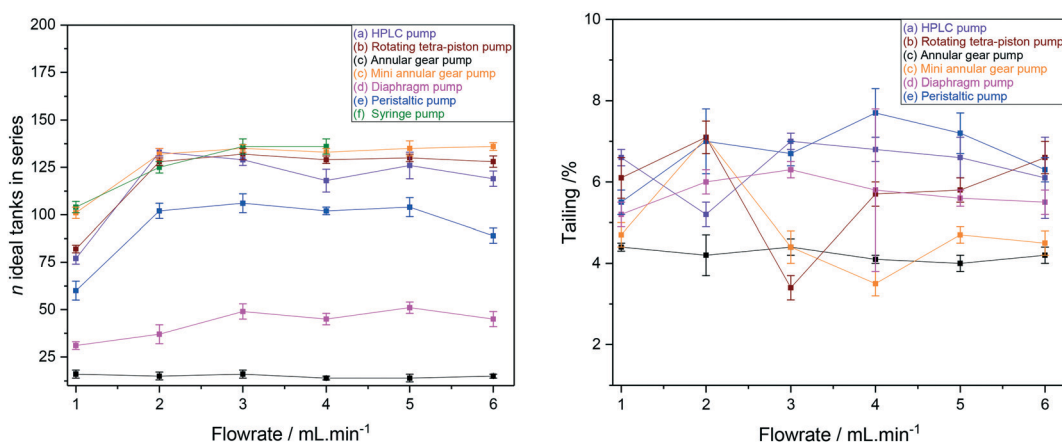 200
175
150
125
100
75
50
25
n ideal tanks in series
(a) HPLC pump
(b) Rotating tetra-piston pump
(c) Annular gear pump
(c) Mini annular gear pump
(d) Diaphragm pump
(e) Peristaltic pump
(f) Syringe pump
1 2 3 4 5 6
Flowrate / mL.min⁻¹
10
8
6
4
2
Tailing /%
(a) HPLC pump
(b) Rotating tetra-piston pump
(c) Annular gear pump
(c) Mini annular gear pump
(d) Diaphragm pump
(e) Peristaltic pump
1 2 3 4 5 6
Flowrate / mL.min⁻¹